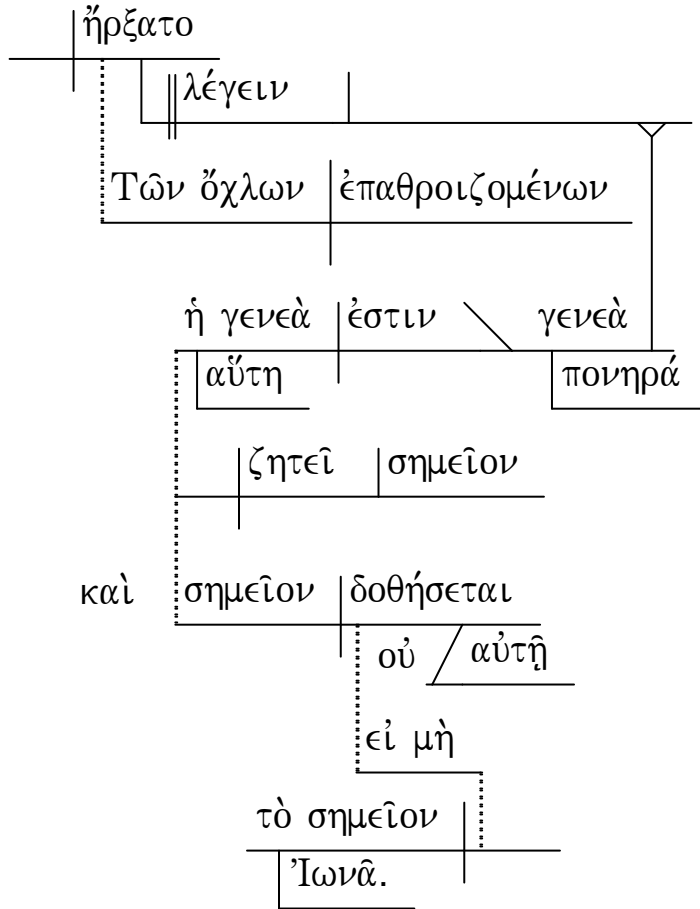 ἤρξατο
λέγειν
Τῶν ὄχλων ἐπαθροιζομένων
ἡ γενεὰ ἐστιν γενεὰ
αὕτη πονηρά
ζητεῖ σημεῖον
καὶ σημεῖον δοθήσεται
οὐ αὐτῇ
εἰ μὴ
τὸ σημεῖον
Ἰωνᾶ.